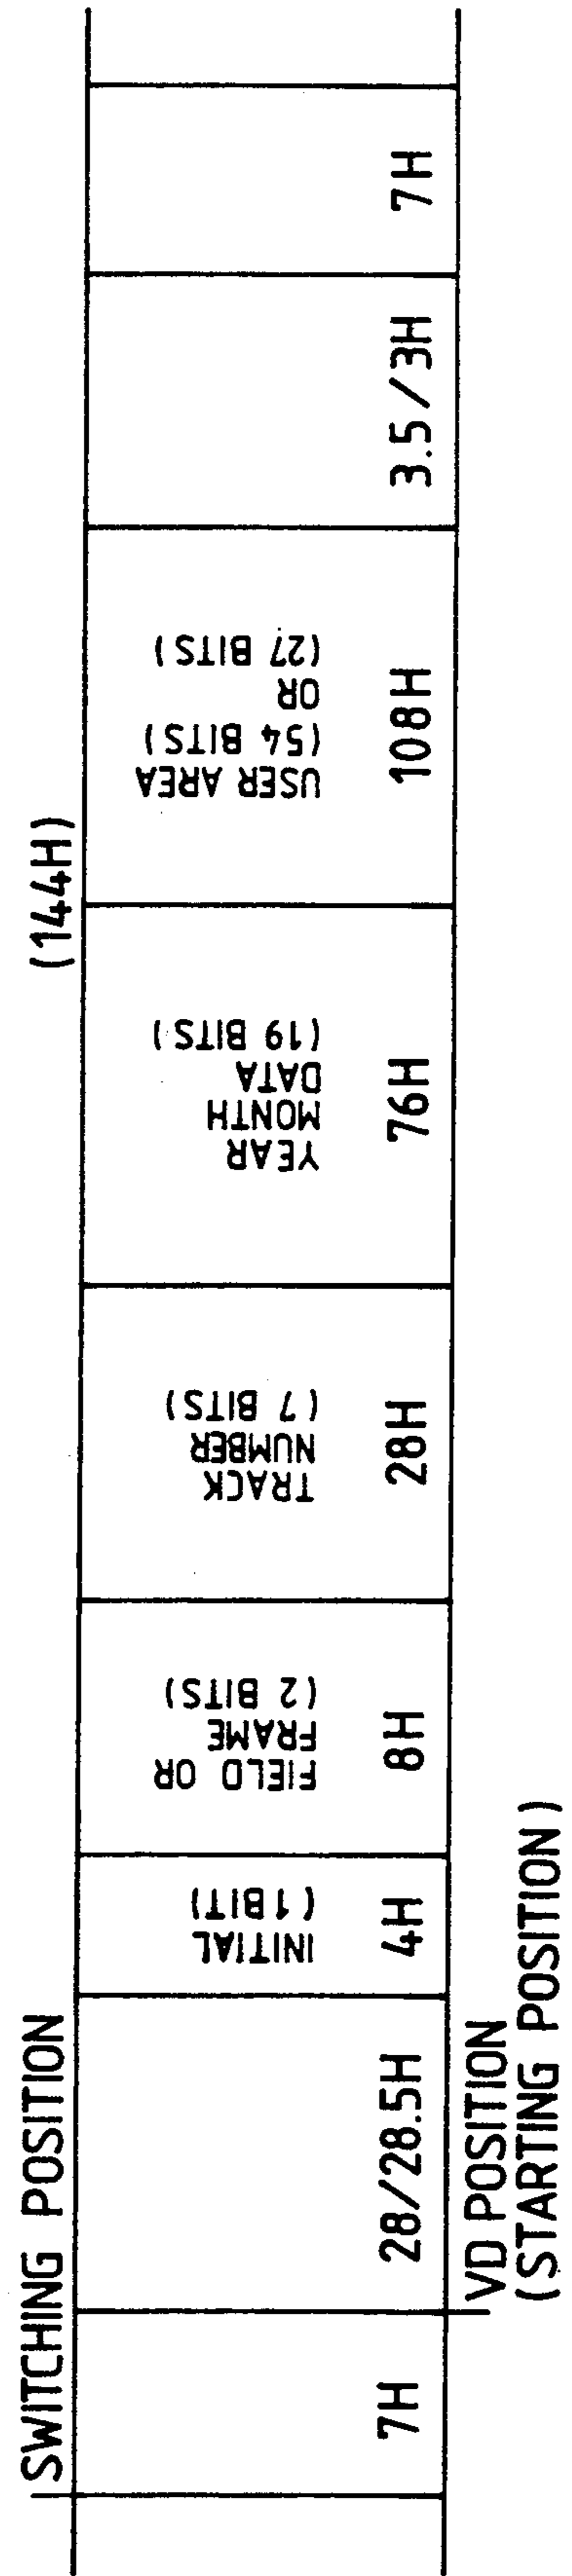 SWITCHING POSITION
(144H)
INITIAL
(1BIT)
FIELD OR
FRAME
(2 BITS)
TRACK
NUMBER
(7 BITS)
YEAR
MONTH
DATA
(19 BITS)
USER AREA
(54 BITS)
OR
(27 BITS)
7H
28/28.5H
4H
8H
28H
76H
108H
3.5/3H
7H
VD POSITION
(STARTING POSITION)